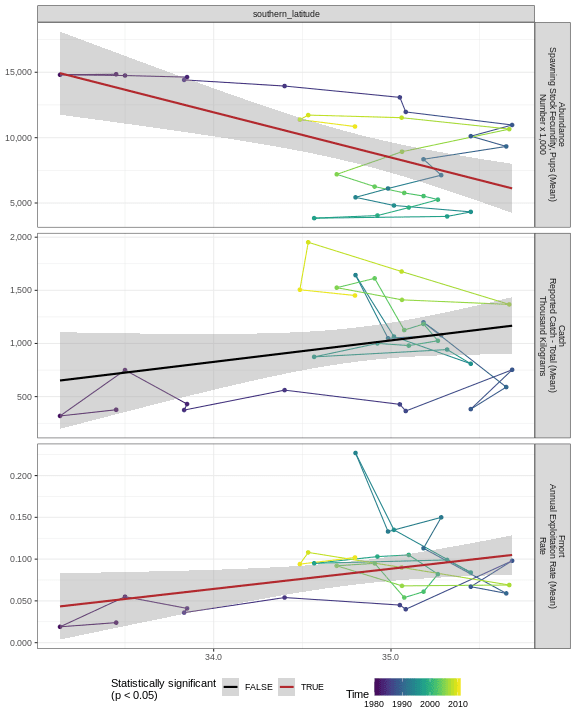 southern_latitude
15,000
10,000
5,000
Abundance
Spawning Stock Fecundity, Pups (Mean)
Number x 1,000
2,000
1,500
1,000
500
Catch
Reported Catch - Total (Mean)
Thousand Kilograms
0.200
0.150
0.100
0.050
0.000
Fmort
Annual Exploitation Rate (Mean)
Rate
34.0 35.0
Statistically significant
(p < 0.05)
FALSE TRUE
Time
1980 1990 2000 2010